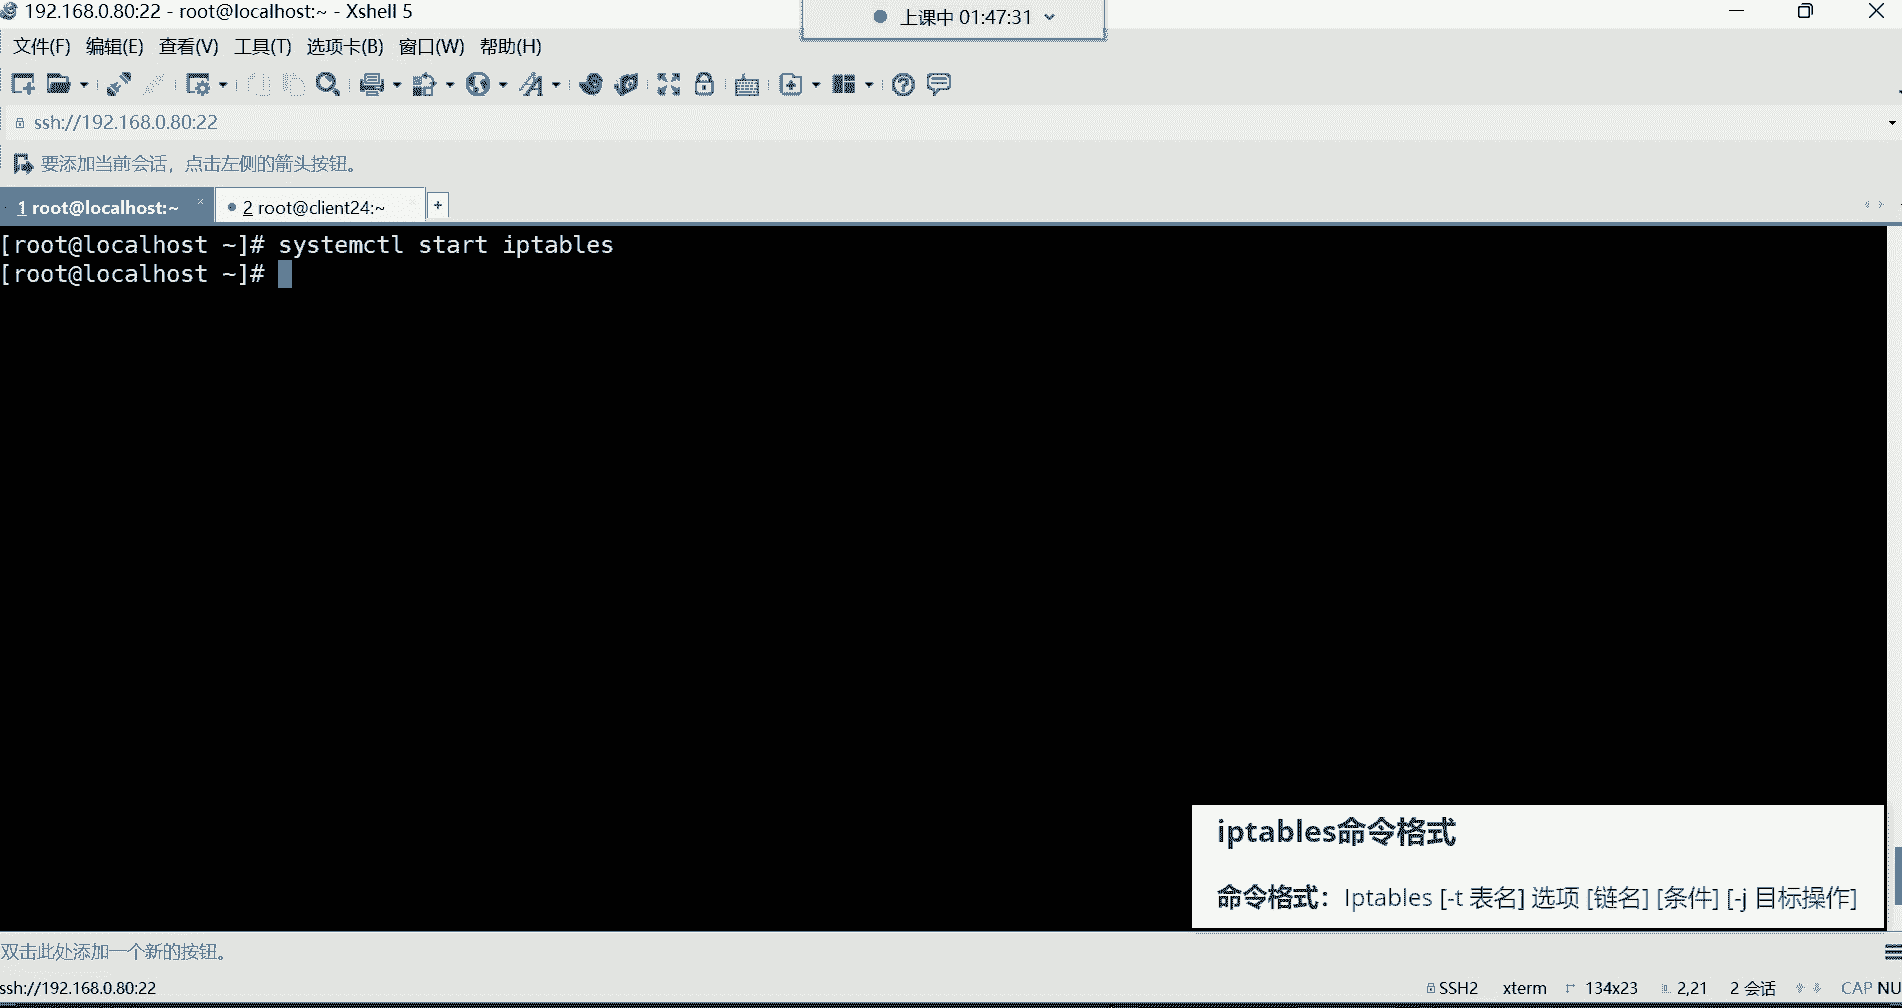 192.168.0.80:22 - root@localhost:~ - Xshell 5
上课中 01:47:31
文件(F) 编辑(E) 查看(V) 工具(T) 选项卡(B) 窗口(W) 帮助(H)
ssh://192.168.0.80:22
要添加当前会话，点击左侧的箭头按钮。
1 root@localhost:~ 2 root@client24:~
[root@localhost ~]# systemctl start iptables
[root@localhost ~]#
iptables命令格式
命令格式：Iptables [-t 表名] 选项 [链名] [条件] [-j 目标操作]
双击此处添加一个新的按钮。
ssh://192.168.0.80:22 SSH2 xterm 134x23 2,21 2 会话 CAP NU